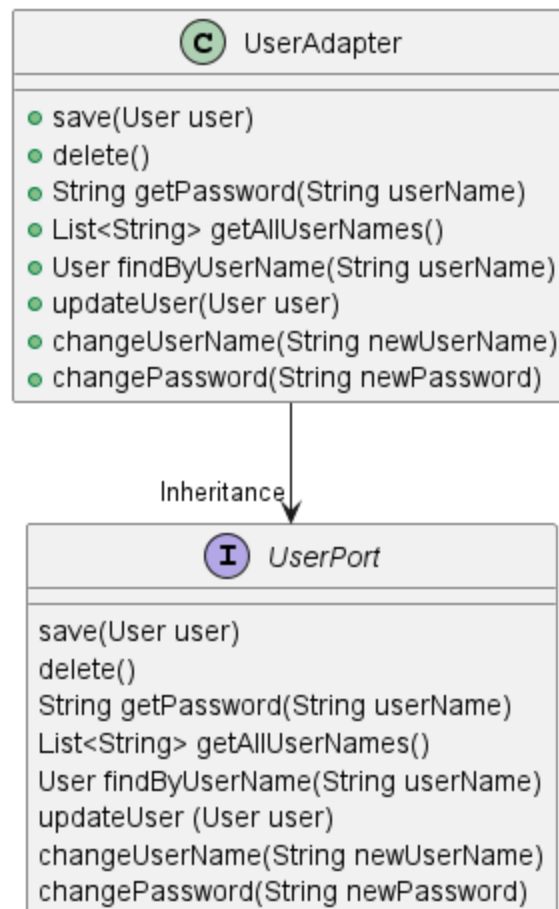 C UserAdapter
save(User user)
delete()
String getPassword(String userName)
List<String> getAllUserNames()
User findByUserName(String userName)
updateUser(User user)
changeUserName(String newUserName)
changePassword(String newPassword)
Inheritance
I UserPort
save(User user)
delete()
String getPassword(String userName)
List<String> getAllUserNames()
User findByUserName(String userName)
updateUser (User user)
changeUserName(String newUserName)
changePassword(String newPassword)